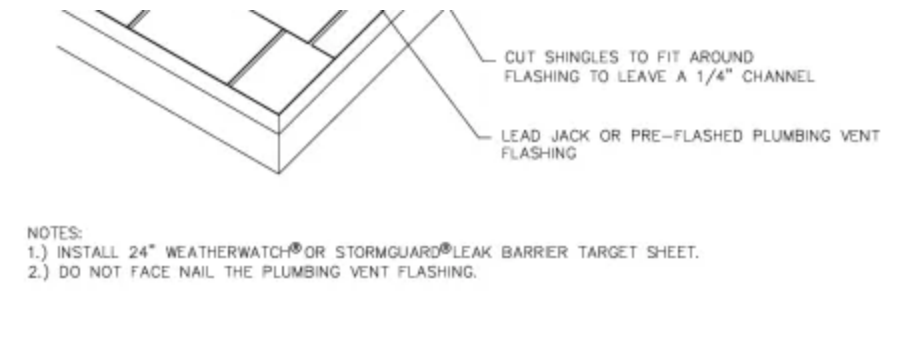 CUT SHINGLES TO FIT AROUND
FLASHING TO LEAVE A 1/4" CHANNEL
LEAD JACK OR PRE-FLASHED PLUMBING VENT
FLASHING
NOTES:
1.) INSTALL 24" WEATHERWATCH® OR STORMGUARD® LEAK BARRIER TARGET SHEET.
2.) DO NOT FACE NAIL THE PLUMBING VENT FLASHING.